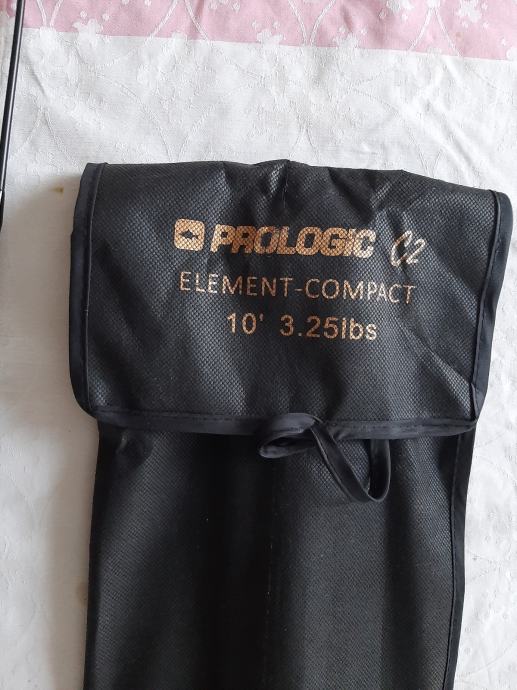 PROLOGIC C2
ELEMENT-COMPACT
10' 3.25lbs